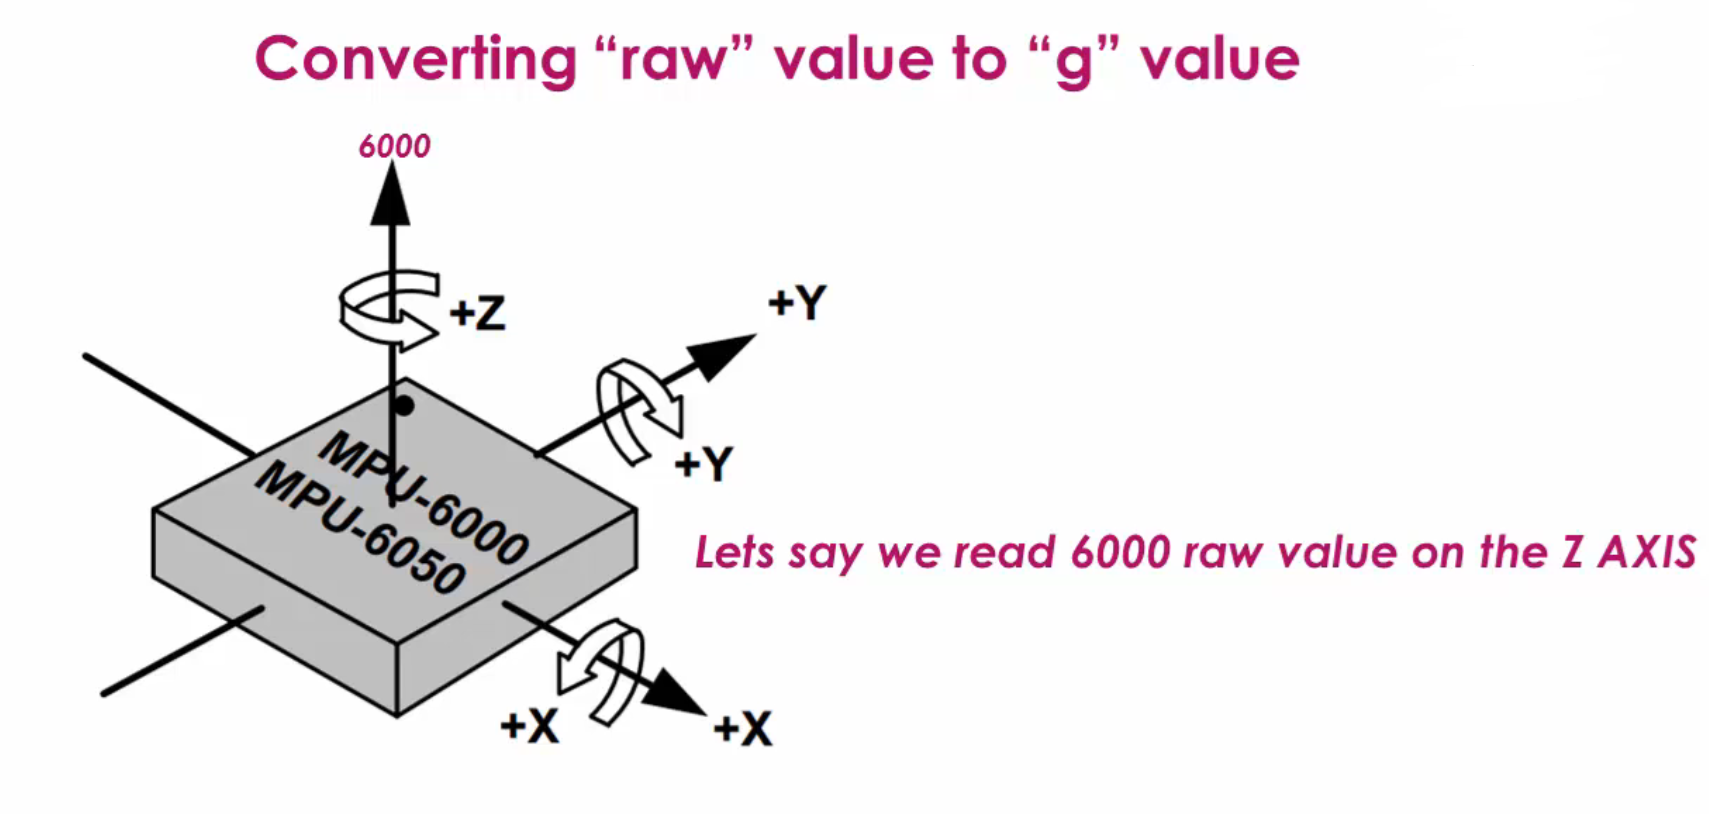 Converting “raw” value to “g” value
6000
+Z
+Y
+Y
MPU-6000
MPU-6050
Lets say we read 6000 raw value on the Z AXIS
+X
+X